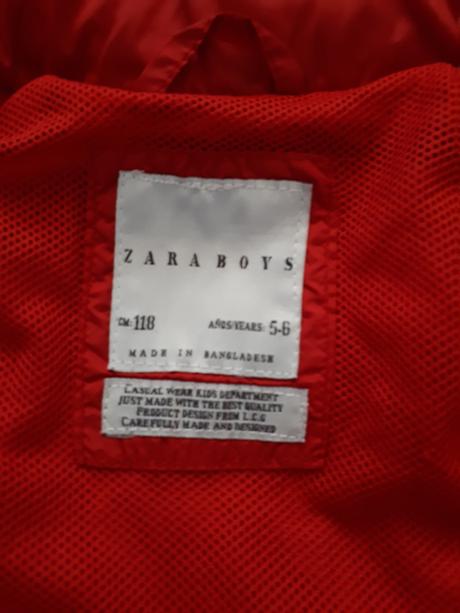 ZARA BOYS
CM: 118 AÑOS/YEARS: 5-6
MADE IN BANGLADESH
CASUAL WEAR KIDS DEPARTMENT
JUST MADE WITH THE BEST QUALITY
PRODUCT DESIGN FROM L.C.G
CAREFULLY MADE AND DESIGNED